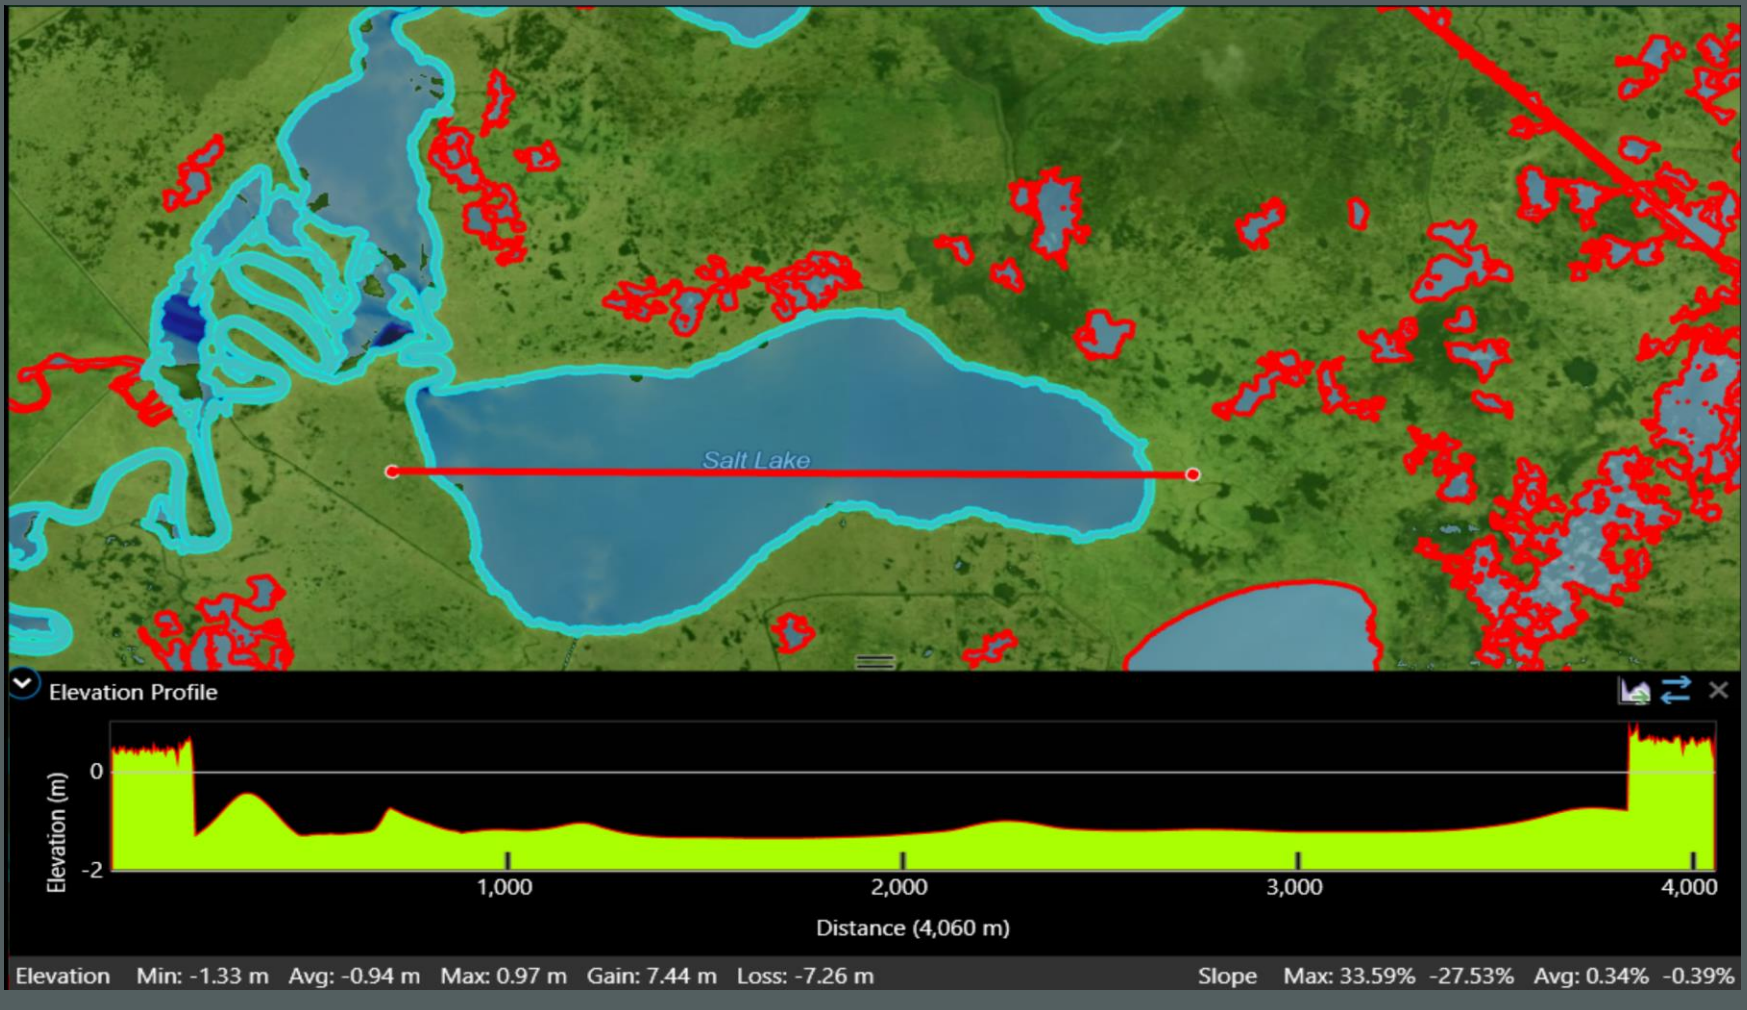 Salt Lake
Elevation Profile
Elevation (m)
0
-2
1,000 2,000 3,000 4,000
Distance (4,060 m)
Elevation Min: -1.33 m Avg: -0.94 m Max: 0.97 m Gain: 7.44 m Loss: -7.26 m Slope Max: 33.59% -27.53% Avg: 0.34% -0.39%